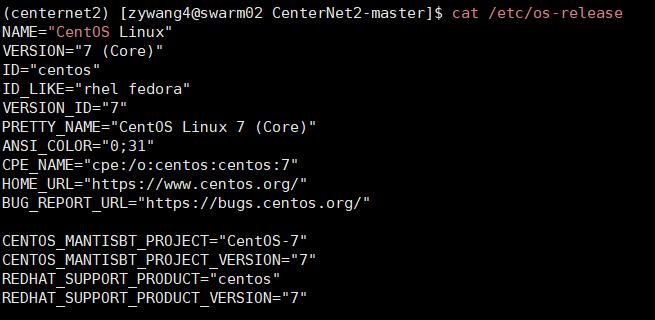 (centernet2) [zywang4@swarm02 CenterNet2-master]$ cat /etc/os-release
NAME="CentOS Linux"
VERSION="7 (Core)"
ID="centos"
ID_LIKE="rhel fedora"
VERSION_ID="7"
PRETTY_NAME="CentOS Linux 7 (Core)"
ANSI_COLOR="0;31"
CPE_NAME="cpe:/o:centos:centos:7"
HOME_URL="https://www.centos.org/"
BUG_REPORT_URL="https://bugs.centos.org/"
CENTOS_MANTISBT_PROJECT="CentOS-7"
CENTOS_MANTISBT_PROJECT_VERSION="7"
REDHAT_SUPPORT_PRODUCT="centos"
REDHAT_SUPPORT_PRODUCT_VERSION="7"